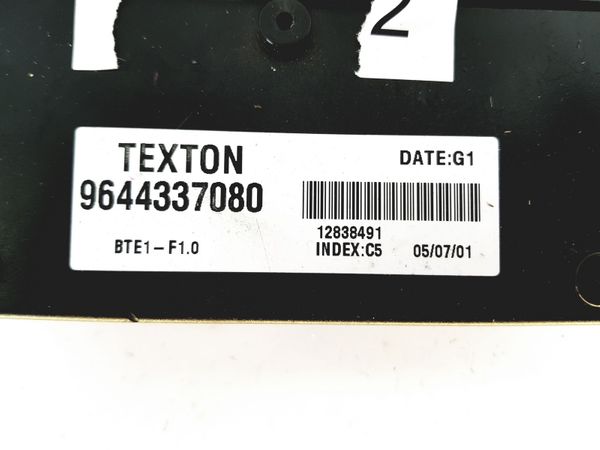 2
TEXTON
DATE:G1
9644337080
12838491
BTE1-F1.0
INDEX:C5 05/07/01